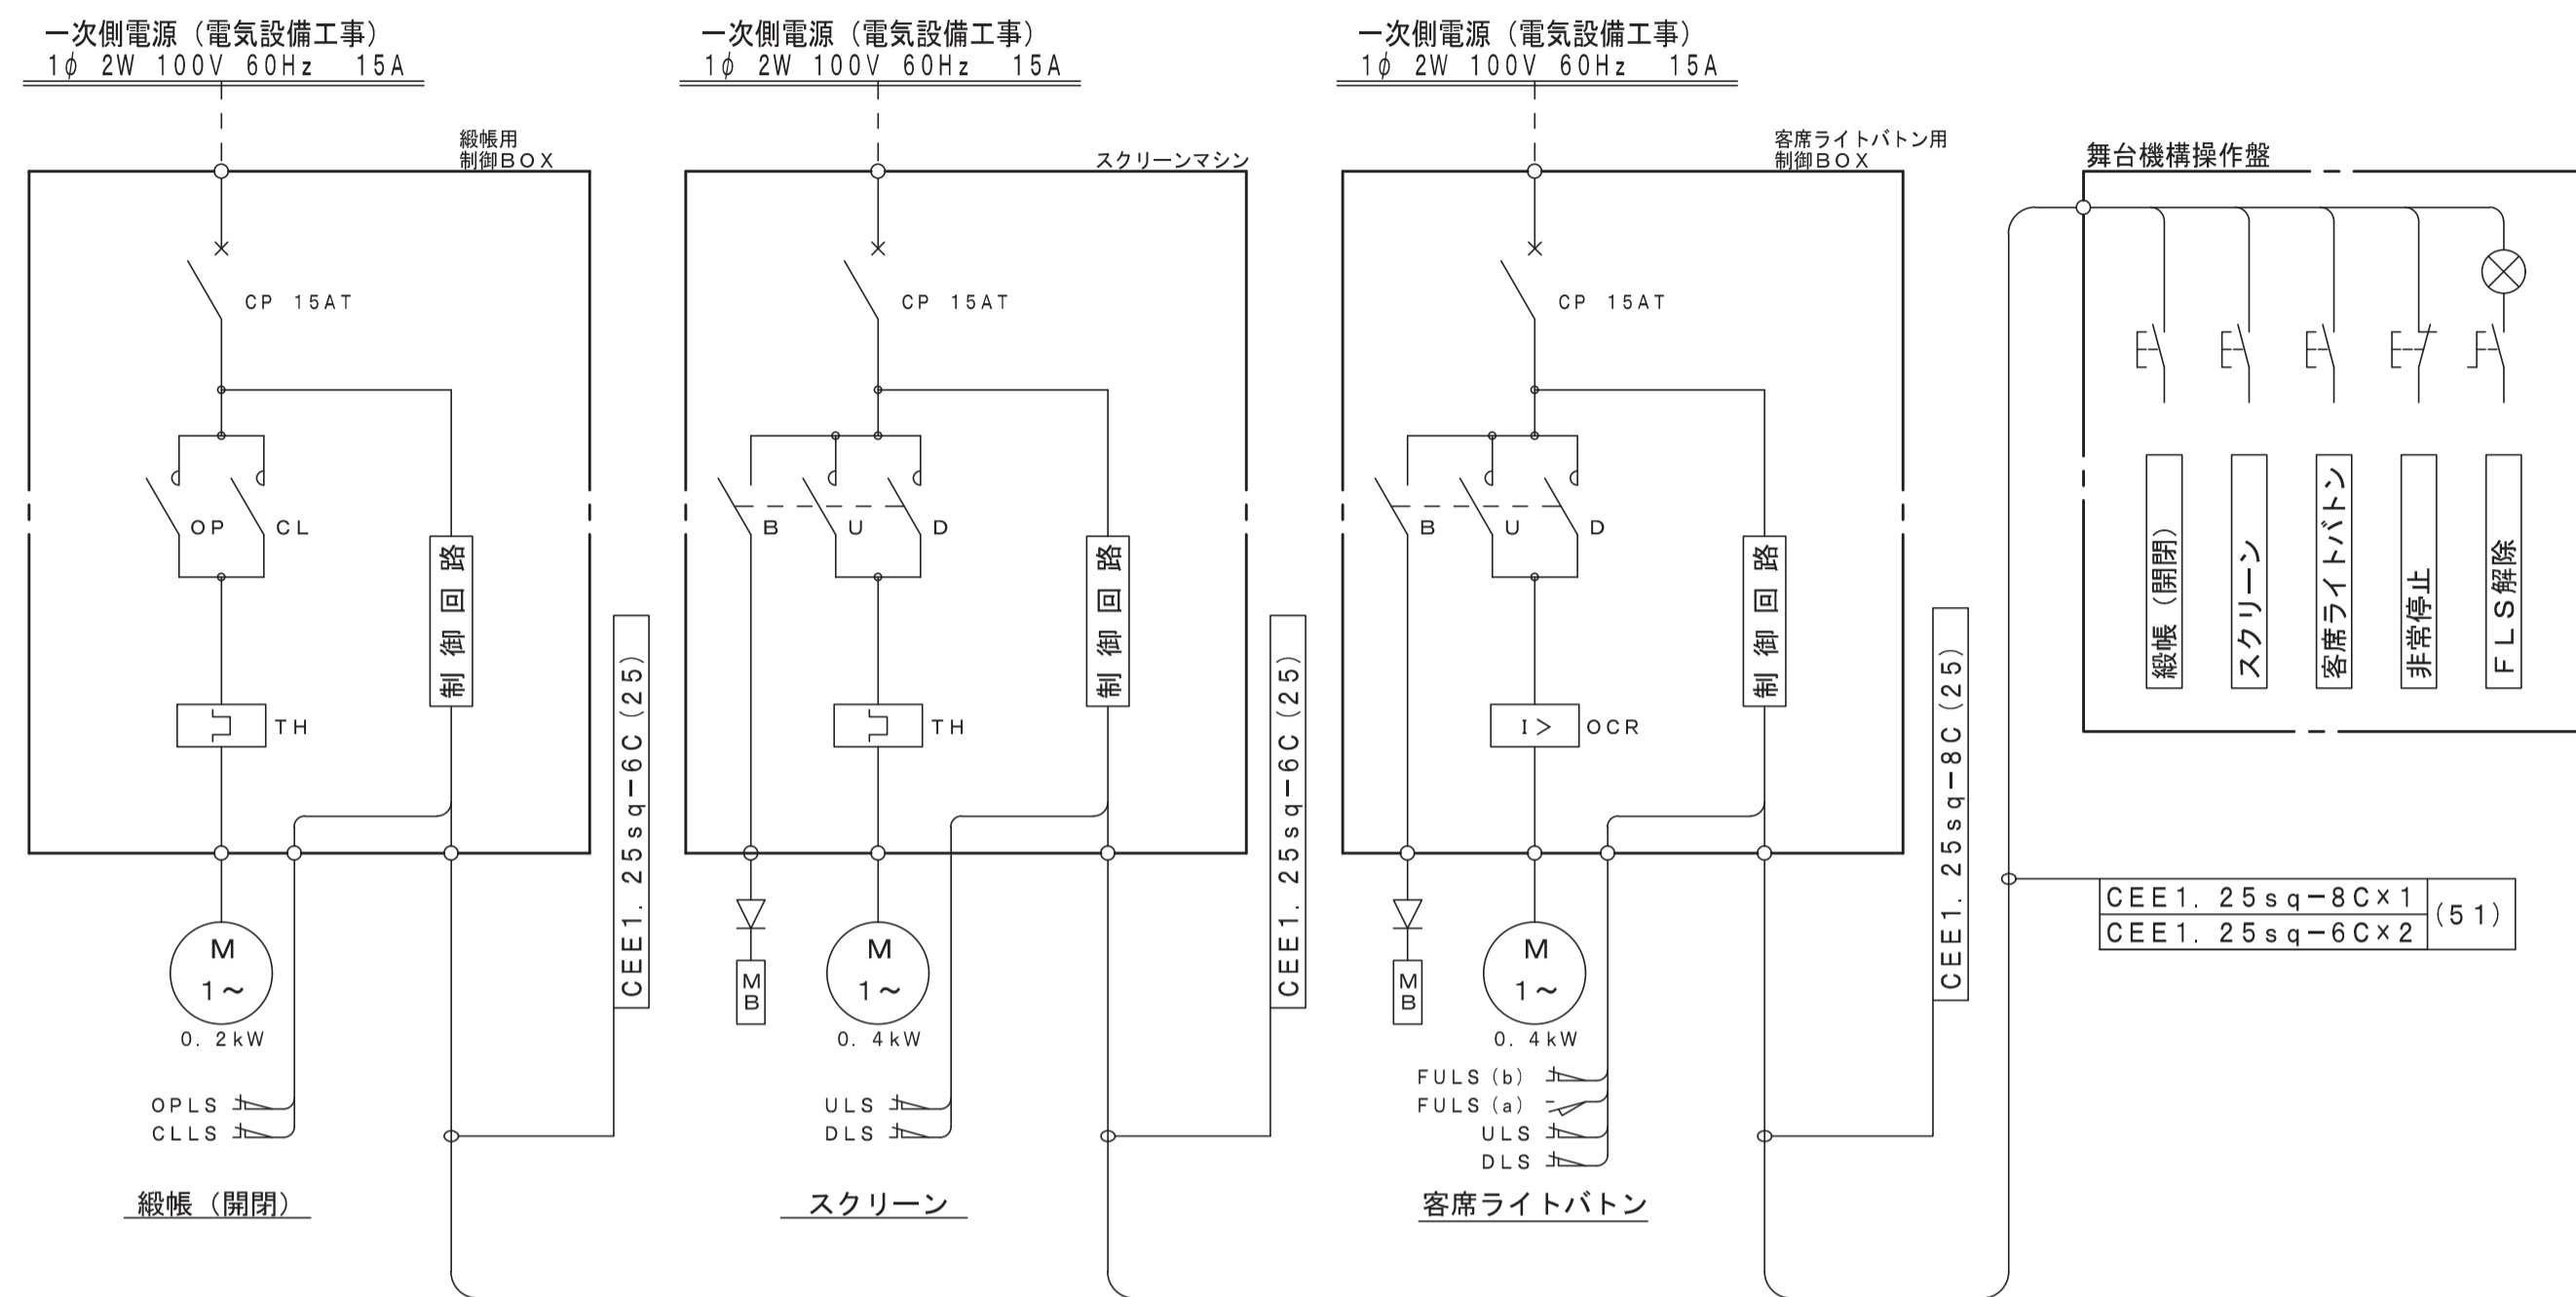 一次側電源（電気設備工事）
1φ 2W 100V 60Hz 15A
緞帳用
制御BOX
CP 15AT
OP
CL
制御回路
TH
CEE1.25sq-6C(25)
M
1～
0.2kW
OPLS
CLLS
緞帳（開閉）
一次側電源（電気設備工事）
1φ 2W 100V 60Hz 15A
スクリーンマシン
CP 15AT
B
U
D
制御回路
TH
CEE1.25sq-6C(25)
MB
M
1～
0.4kW
ULS
DLS
スクリーン
一次側電源（電気設備工事）
1φ 2W 100V 60Hz 15A
客席ライトバトン用
制御BOX
CP 15AT
B
U
D
制御回路
I> OCR
CEE1.25sq-8C(25)
MB
M
1～
0.4kW
FULS(b)
FULS(a)
ULS
DLS
客席ライトバトン
舞台機構操作盤
緞帳（開閉）
スクリーン
客席ライトバトン
非常停止
FLS解除
CEE1.25sq-8C×1
CEE1.25sq-6C×2
(51)